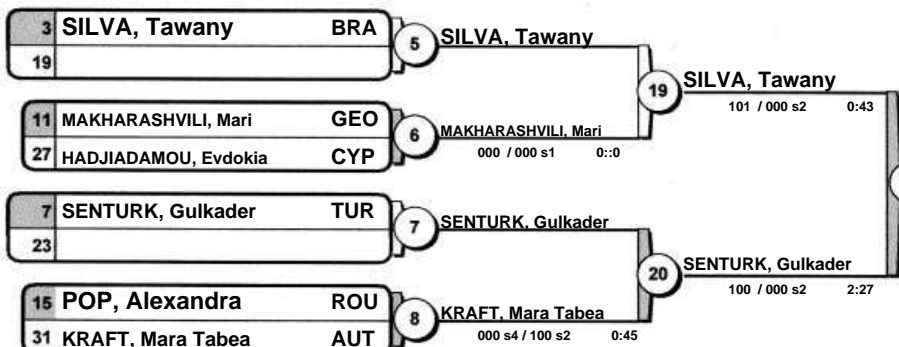 3 SILVA, Tawany BRA
19
5
SILVA, Tawany
11 MAKHARASHVILI, Mari GEO
27 HADJIADAMOU, Evdokia CYP
6
MAKHARASHVILI, Mari
000 / 000 s1 0::0
19
SILVA, Tawany
101 / 000 s2 0:43
7 SENTURK, Gulkader TUR
23
7
SENTURK, Gulkader
15 POP, Alexandra ROU
31 KRAFT, Mara Tabea AUT
8
KRAFT, Mara Tabea
000 s4 / 100 s2 0:45
20
SENTURK, Gulkader
100 / 000 s2 2:27